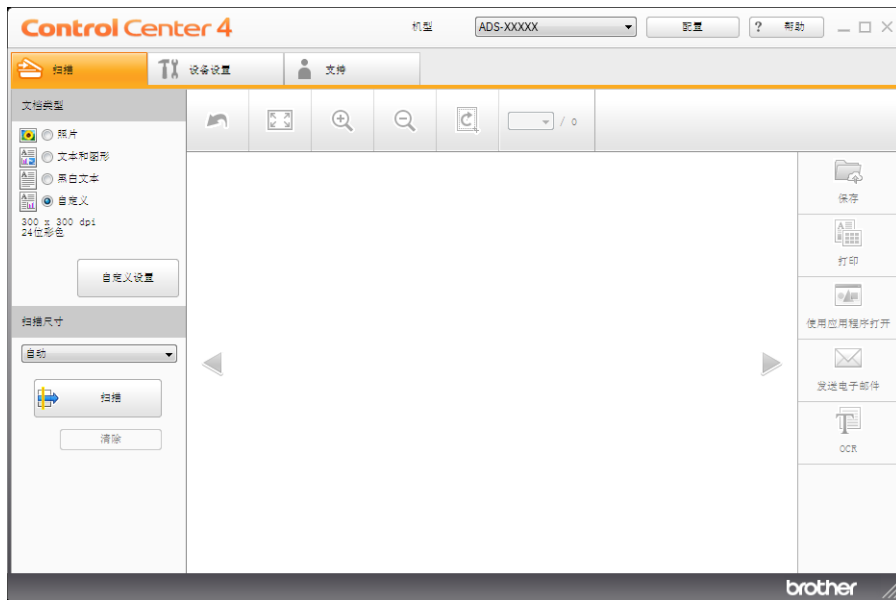 Control Center 4
机型
ADS-XXXXX
配置
? 帮助
扫描
设备设置
支持
文档类型
/ 0
照片
文本和图形
黑白文本
自定义
300 x 300 dpi
24位彩色
自定义设置
扫描尺寸
自动
扫描
清除
保存
打印
使用应用程序打开
发送电子邮件
OCR
brother